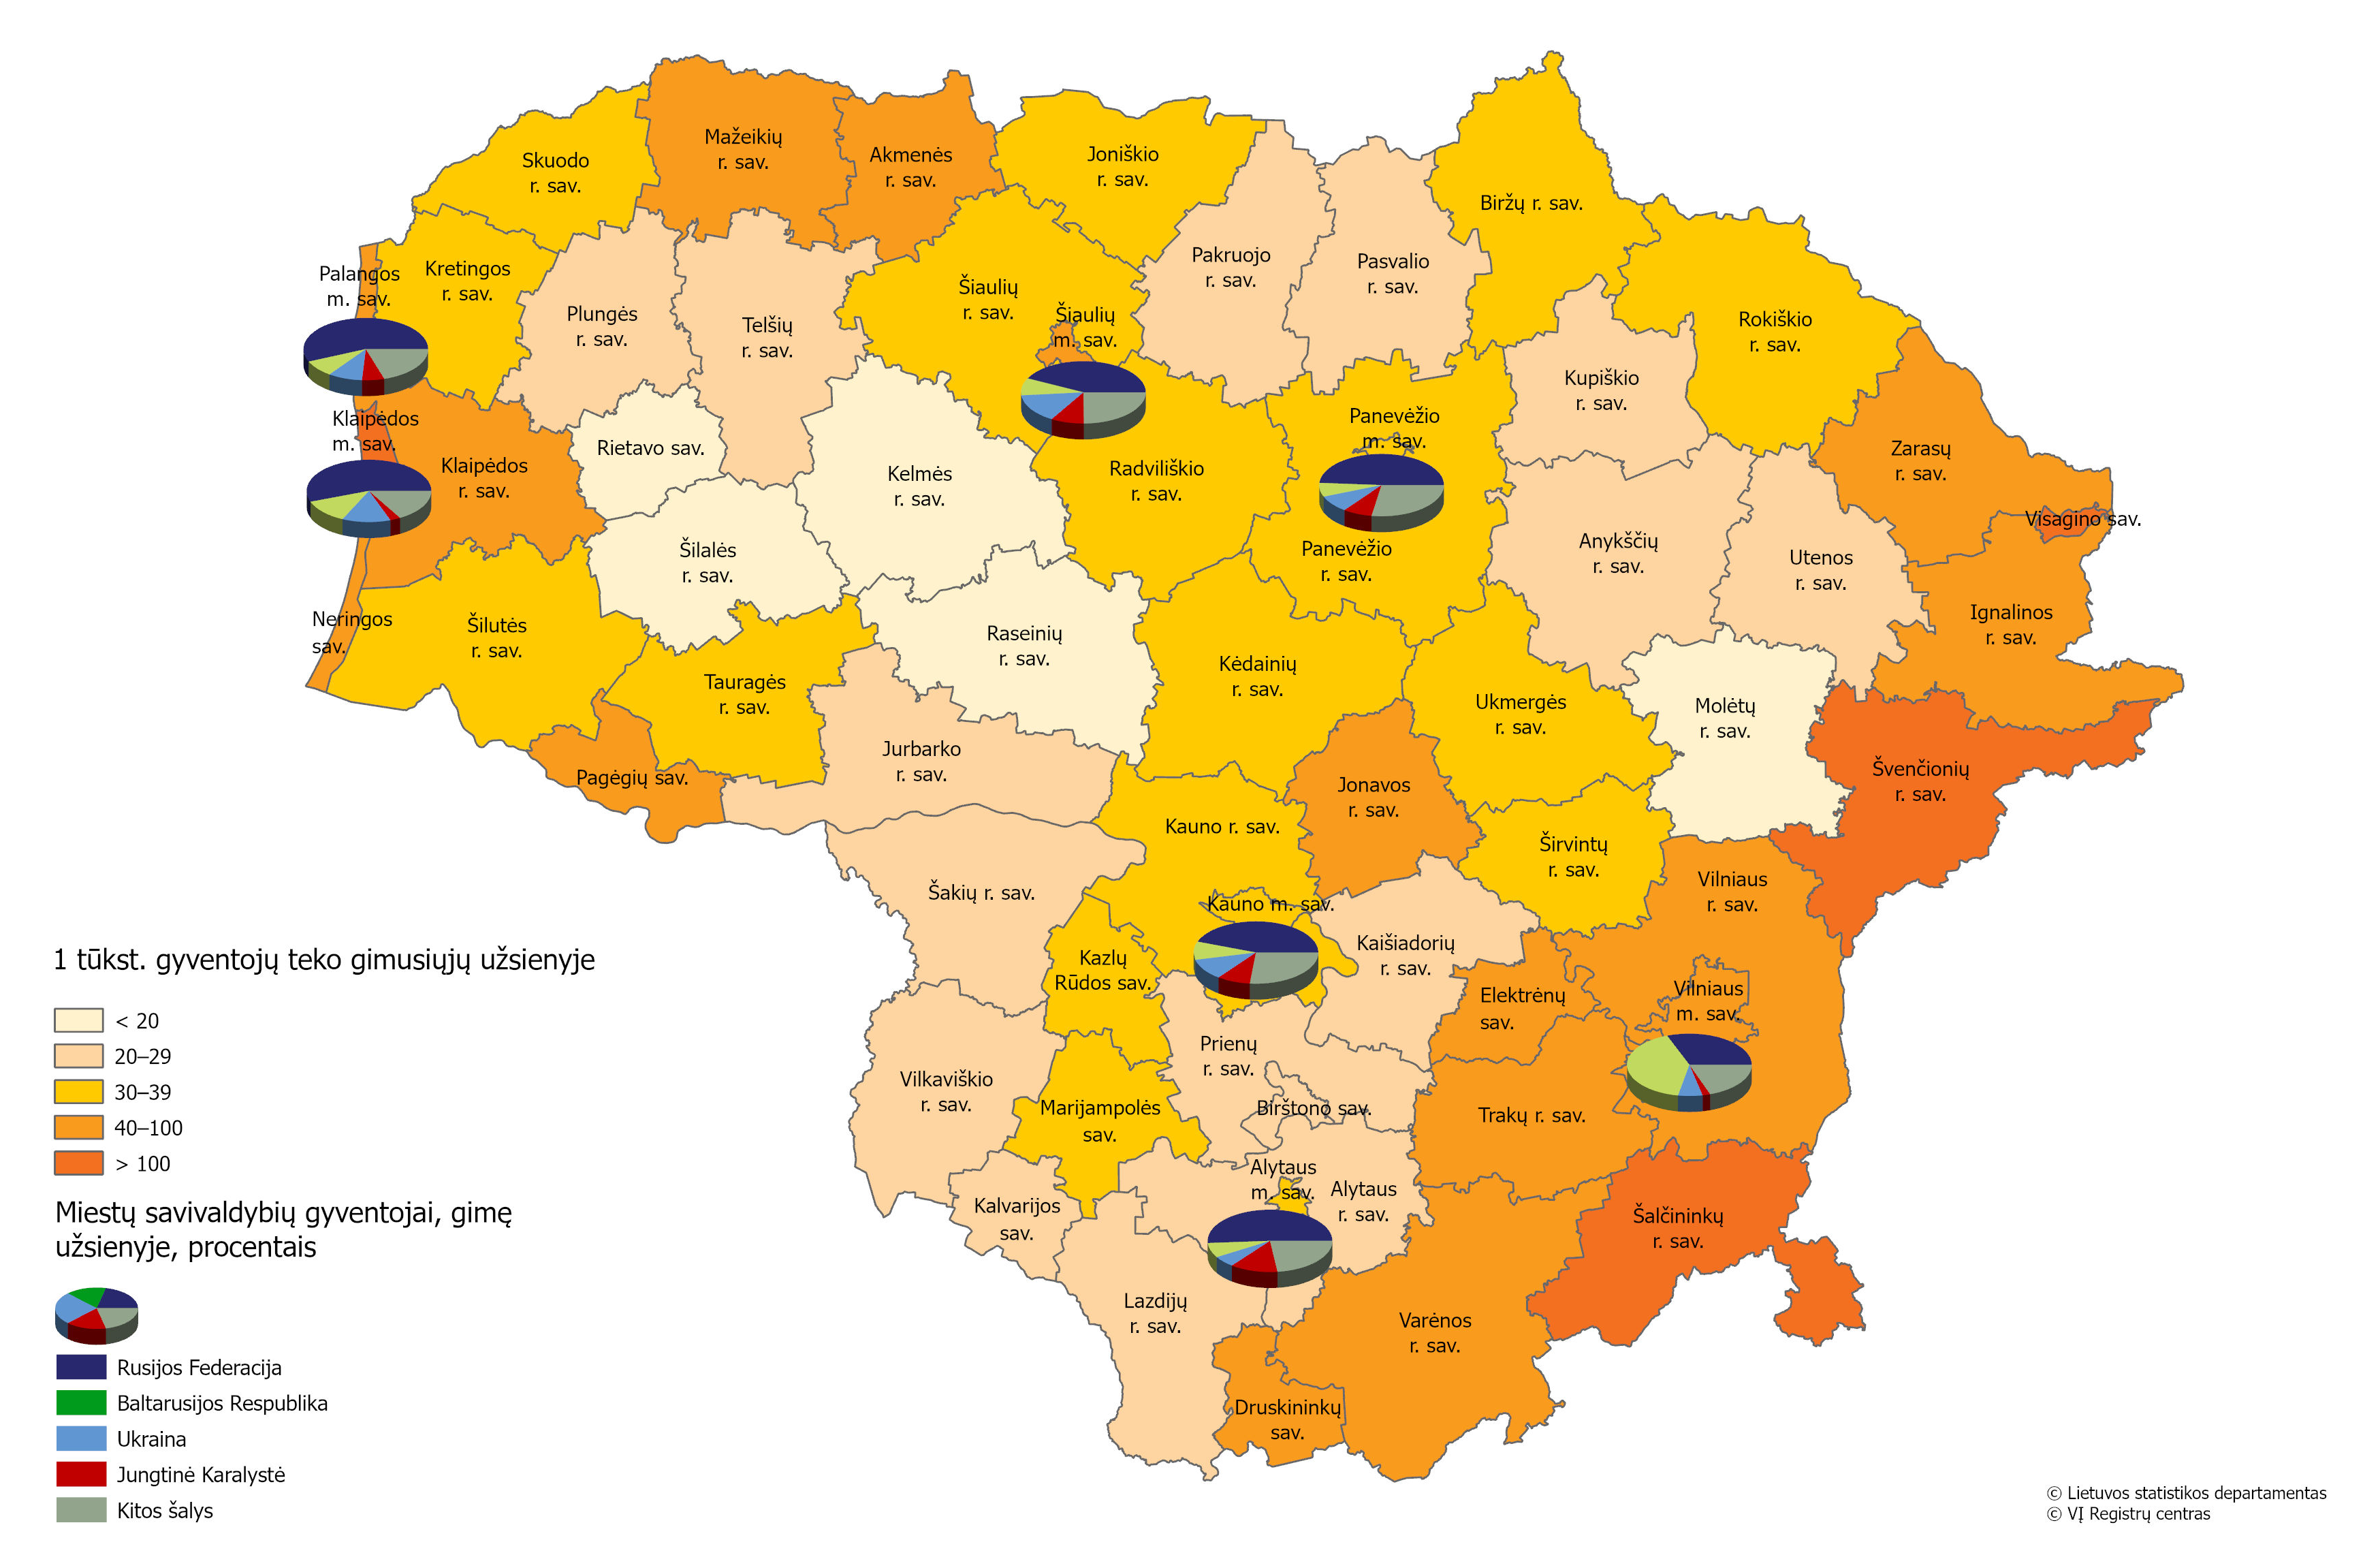 Skuodo
r. sav.
Mažeikių
r. sav.
Akmenės
r. sav.
Joniškio
r. sav.
Biržų r. sav.
Palangos
m. sav.
Kretingos
r. sav.
Plungės
r. sav.
Telšių
r. sav.
Šiaulių
r. sav.
Šiaulių
m. sav.
Pakruojo
r. sav.
Pasvalio
r. sav.
Rokiškio
r. sav.
Kupiškio
r. sav.
Klaipėdos
m. sav.
Klaipėdos
r. sav.
Rietavo sav.
Kelmės
r. sav.
Radviliškio
r. sav.
Panevėžio
m. sav.
Panevėžio
r. sav.
Zarasų
r. sav.
Visagino sav.
Šilalės
r. sav.
Anykščių
r. sav.
Utenos
r. sav.
Ignalinos
r. sav.
Neringos
sav.
Šilutės
r. sav.
Tauragės
r. sav.
Raseinių
r. sav.
Kėdainių
r. sav.
Ukmergės
r. sav.
Molėtų
r. sav.
Pagėgių sav.
Jurbarko
r. sav.
Jonavos
r. sav.
Švenčionių
r. sav.
Kauno r. sav.
Širvintų
r. sav.
Šakių r. sav.
Kauno m. sav.
Kaišiadorių
r. sav.
Vilniaus
r. sav.
Kazlų
Rūdos sav.
Elektrėnų
sav.
Vilniaus
m. sav.
Vilkaviškio
r. sav.
Prienų
r. sav.
Marijampolės
sav.
Birštono sav.
Trakų r. sav.
Alytaus
m. sav.
Alytaus
r. sav.
Kalvarijos
sav.
Šalčininkų
r. sav.
Lazdijų
r. sav.
Varėnos
r. sav.
Druskininkų
sav.
1 tūkst. gyventojų teko gimusiųjų užsienyje
< 20
20–29
30–39
40–100
> 100
Miestų savivaldybių gyventojai, gimę
užsienyje, procentais
Rusijos Federacija
Baltarusijos Respublika
Ukraina
Jungtinė Karalystė
Kitos šalys
© Lietuvos statistikos departamentas
© VĮ Registrų centras